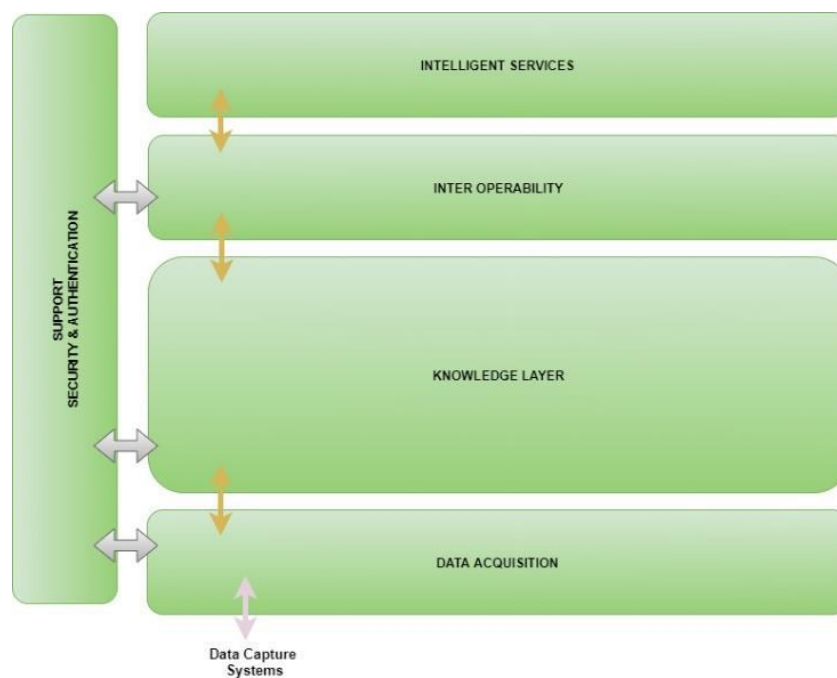 INTELLIGENT SERVICES
INTER OPERABILITY
SUPPORT
SECURITY & AUTHENTICATION
KNOWLEDGE LAYER
DATA ACQUISITION
Data Capture
Systems